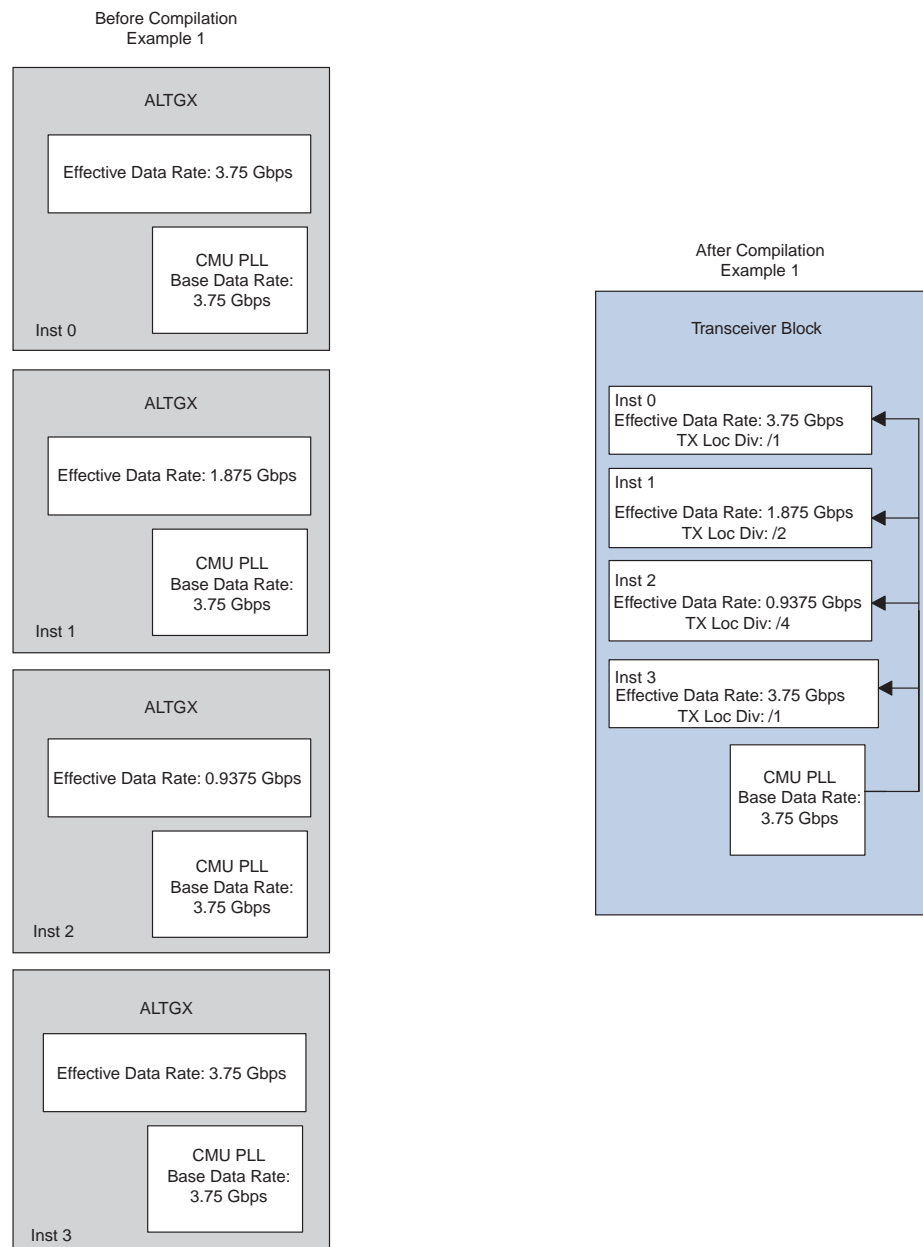 Before Compilation
Example 1
ALTGX
Effective Data Rate: 3.75 Gbps
CMU PLL
Base Data Rate:
3.75 Gbps
Inst 0
ALTGX
Effective Data Rate: 1.875 Gbps
CMU PLL
Base Data Rate:
3.75 Gbps
Inst 1
ALTGX
Effective Data Rate: 0.9375 Gbps
CMU PLL
Base Data Rate:
3.75 Gbps
Inst 2
ALTGX
Effective Data Rate: 3.75 Gbps
CMU PLL
Base Data Rate:
3.75 Gbps
Inst 3
After Compilation
Example 1
Transceiver Block
Inst 0
Effective Data Rate: 3.75 Gbps
TX Loc Div: /1
Inst 1
Effective Data Rate: 1.875 Gbps
TX Loc Div: /2
Inst 2
Effective Data Rate: 0.9375 Gbps
TX Loc Div: /4
Inst 3
Effective Data Rate: 3.75 Gbps
TX Loc Div: /1
CMU PLL
Base Data Rate:
3.75 Gbps